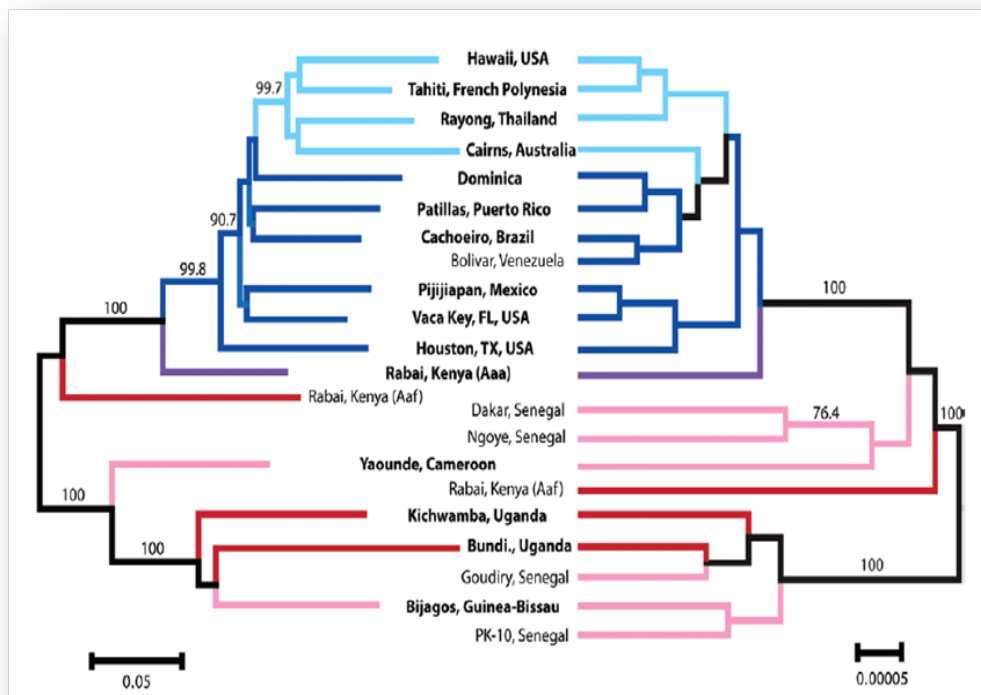 Hawaii, USA
99.7
Tahiti, French Polynesia
Rayong, Thailand
Cairns, Australia
Dominica
Patillas, Puerto Rico
90.7
Cachoeiro, Brazil
Bolivar, Venezuela
99.8
Pijijiapan, Mexico
100
100
Vaca Key, FL, USA
Houston, TX, USA
Rabai, Kenya (Aaa)
Rabai, Kenya (Aaf)
Dakar, Senegal
76.4
100
Ngoye, Senegal
Yaounde, Cameroon
Rabai, Kenya (Aaf)
100
Kichwamba, Uganda
100
Bundi., Uganda
Goudiry, Senegal
100
Bijagos, Guinea-Bissau
PK-10, Senegal
0.05
0.00005